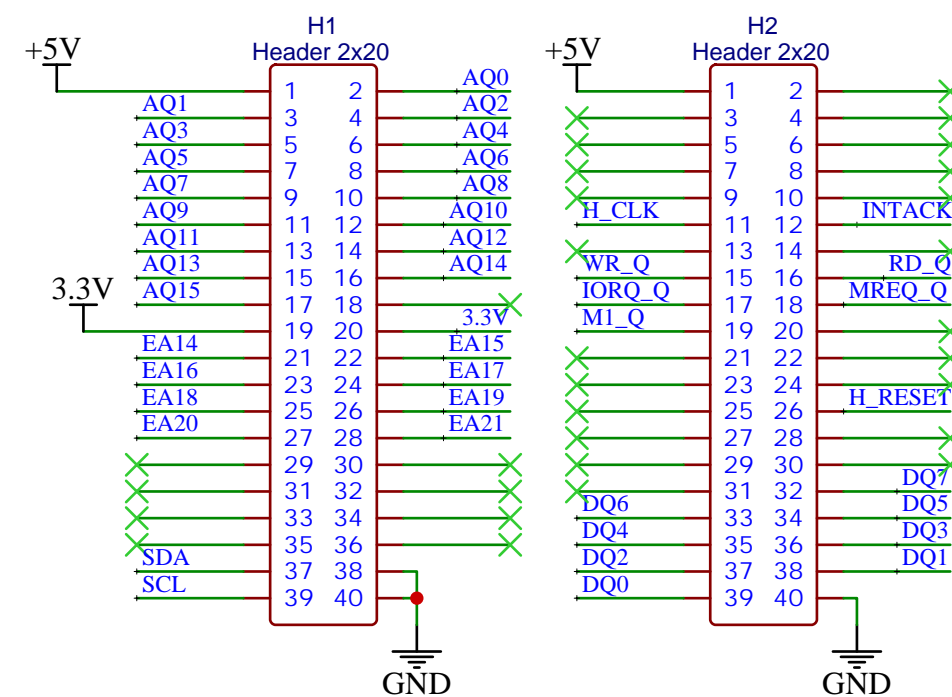 H1
Header 2x20
+5V
1 2 AQ0
AQ1 3 4 AQ2
AQ3 5 6 AQ4
AQ5 7 8 AQ6
AQ7 9 10 AQ8
AQ9 11 12 AQ10
AQ11 13 14 AQ12
AQ13 15 16 AQ14
AQ15 17 18
3.3V 19 20 3.3V
EA14 21 22 EA15
EA16 23 24 EA17
EA18 25 26 EA19
EA20 27 28 EA21
29 30
31 32
33 34
35 36
SDA 37 38
SCL 39 40
GND
H2
Header 2x20
+5V
1 2
3 4
5 6
7 8
9 10
H_CLK 11 12 INTACK
13 14
WR_Q 15 16 RD_Q
IORQ_Q 17 18 MREQ_Q
M1_Q 19 20
21 22
23 24
25 26 H_RESET
27 28
29 30
31 32 DQ7
DQ6 33 34 DQ5
DQ4 35 36 DQ3
DQ2 37 38 DQ1
DQ0 39 40
GND